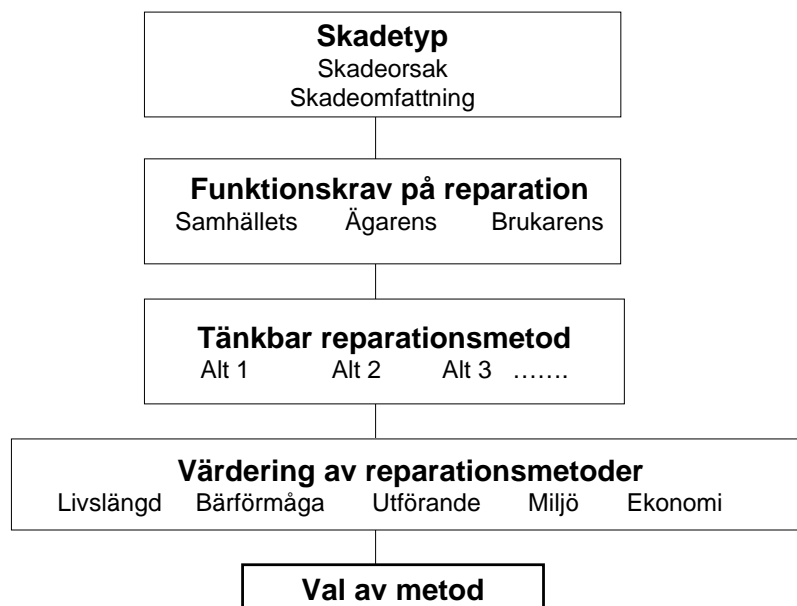 Skadetyp
Skadeorsak
Skadeomfattning
Funktionskrav på reparation
Samhällets Ägarens Brukarens
Tänkbar reparationsmetod
Alt 1 Alt 2 Alt 3 …….
Värdering av reparationsmetoder
Livslängd Bärförmåga Utförande Miljö Ekonomi
Val av metod